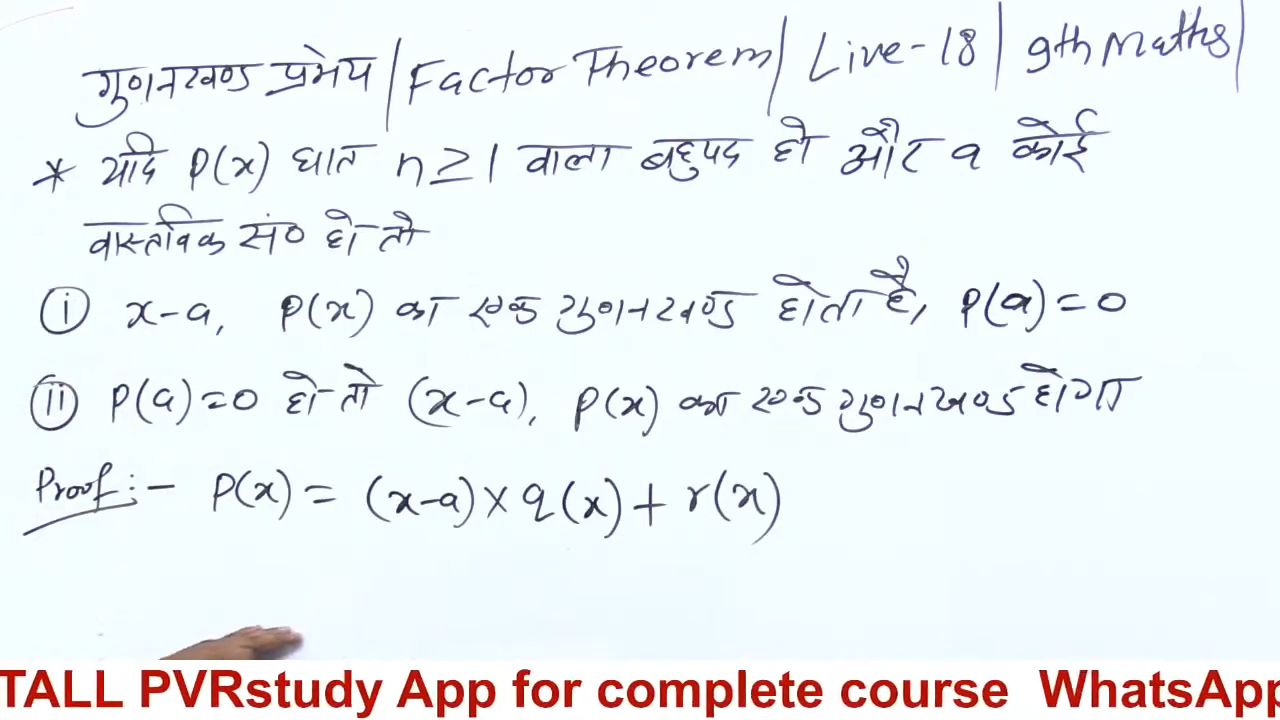 गुणनखण्ड प्रमेय | Factor Theorem | Live-18 | 9th Maths |
* यदि P(x) घात n ≥ 1 वाला बहुपद हो और a कोई
वास्तविक सं० हो तो
(i) x-a, P(x) का एक गुणनखण्ड होता है, P(a) = 0
(ii) P(a) = 0 हो तो (x-a), P(x) का एक गुणनखण्ड होगा
Proof :- P(x) = (x-a) × q(x) + r(x)
TALL PVRstudy App for complete course WhatsApp